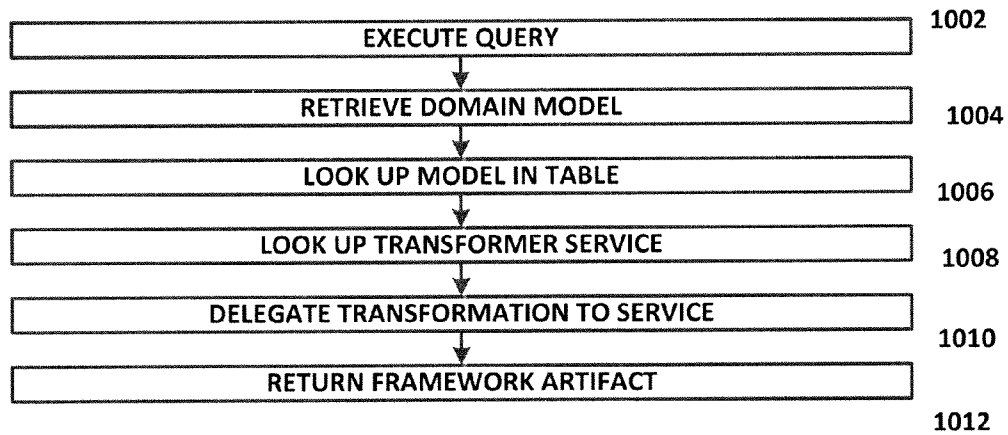 EXECUTE QUERY
1002
RETRIEVE DOMAIN MODEL
1004
LOOK UP MODEL IN TABLE
1006
LOOK UP TRANSFORMER SERVICE
1008
DELEGATE TRANSFORMATION TO SERVICE
1010
RETURN FRAMEWORK ARTIFACT
1012